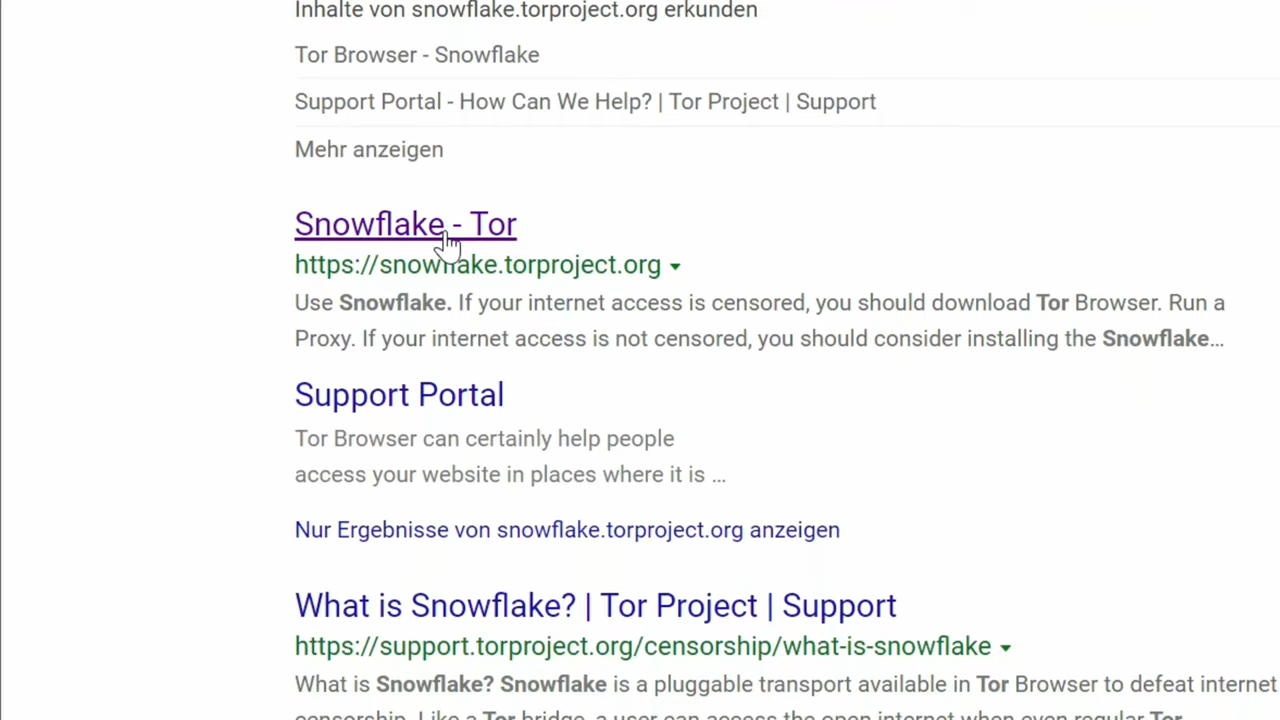 Inhalte von snowflake.torproject.org erkunden
Tor Browser - Snowflake
Support Portal - How Can We Help? | Tor Project | Support
Mehr anzeigen
Snowflake - Tor
https://snowflake.torproject.org
Use Snowflake. If your internet access is censored, you should download Tor Browser. Run a
Proxy. If your internet access is not censored, you should consider installing the Snowflake...
Support Portal
Tor Browser can certainly help people
access your website in places where it is ...
Nur Ergebnisse von snowflake.torproject.org anzeigen
What is Snowflake? | Tor Project | Support
https://support.torproject.org/censorship/what-is-snowflake
What is Snowflake? Snowflake is a pluggable transport available in Tor Browser to defeat internet
censorship. Like a Tor bridge, a user can access the open internet when even regular Tor